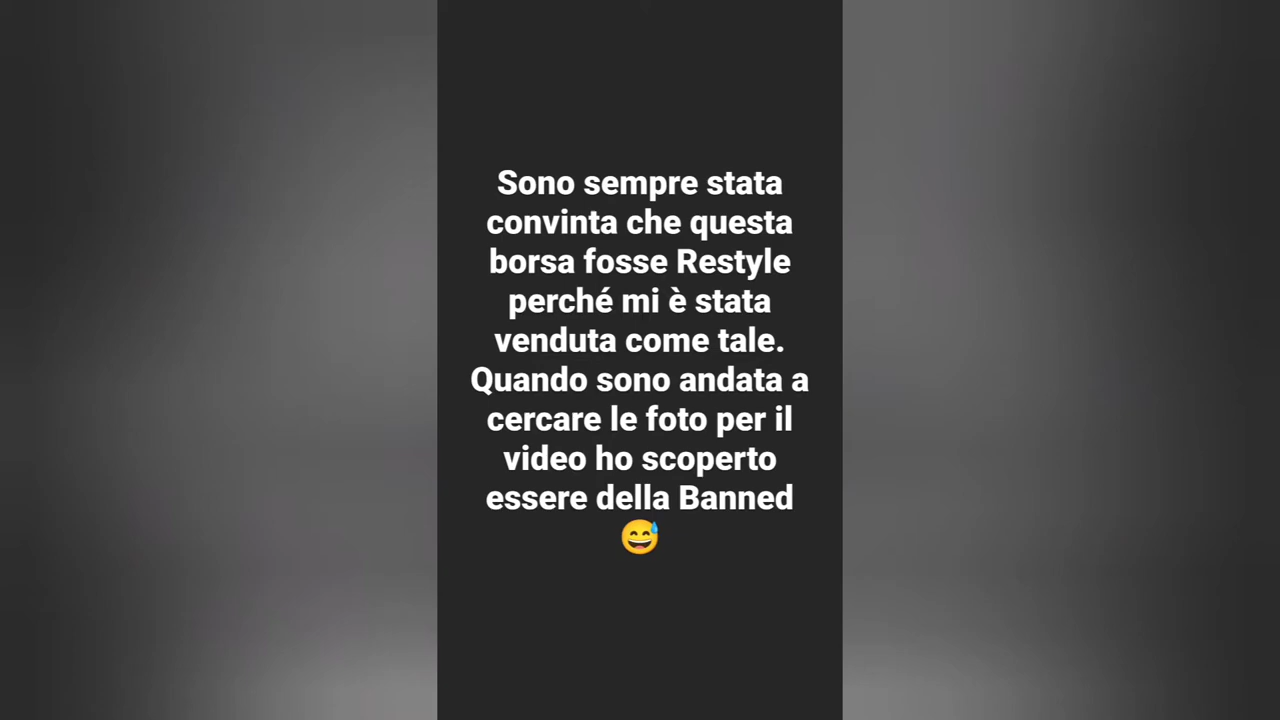 Sono sempre stata
convinta che questa
borsa fosse Restyle
perché mi è stata
venduta come tale.
Quando sono andata a
cercare le foto per il
video ho scoperto
essere della Banned
😅